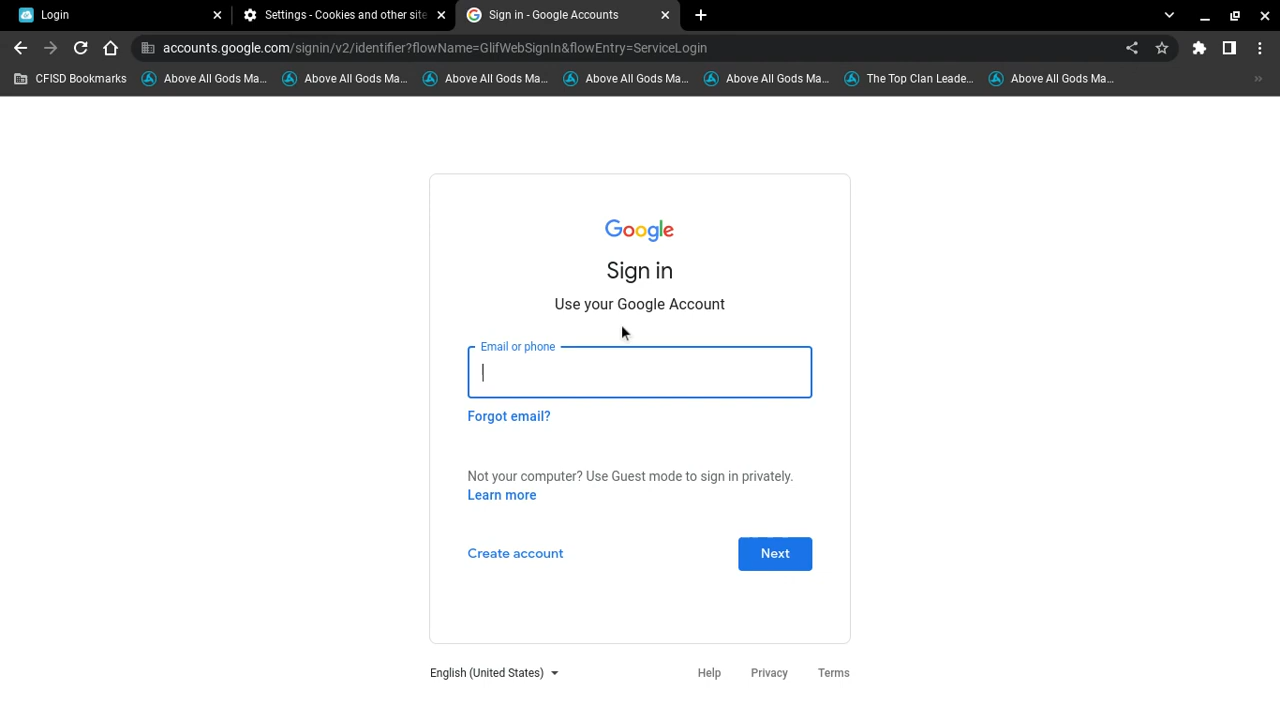 Login
Settings - Cookies and other site
Sign in - Google Accounts
accounts.google.com/signin/v2/identifier?flowName=GlifWebSignIn&flowEntry=ServiceLogin
CFISD Bookmarks
Above All Gods Ma...
Above All Gods Ma...
Above All Gods Ma...
Above All Gods Ma...
Above All Gods Ma...
The Top Clan Leade...
Above All Gods Ma...
Google
Sign in
Use your Google Account
Email or phone
Forgot email?
Not your computer? Use Guest mode to sign in privately.
Learn more
Create account
Next
English (United States)
Help
Privacy
Terms